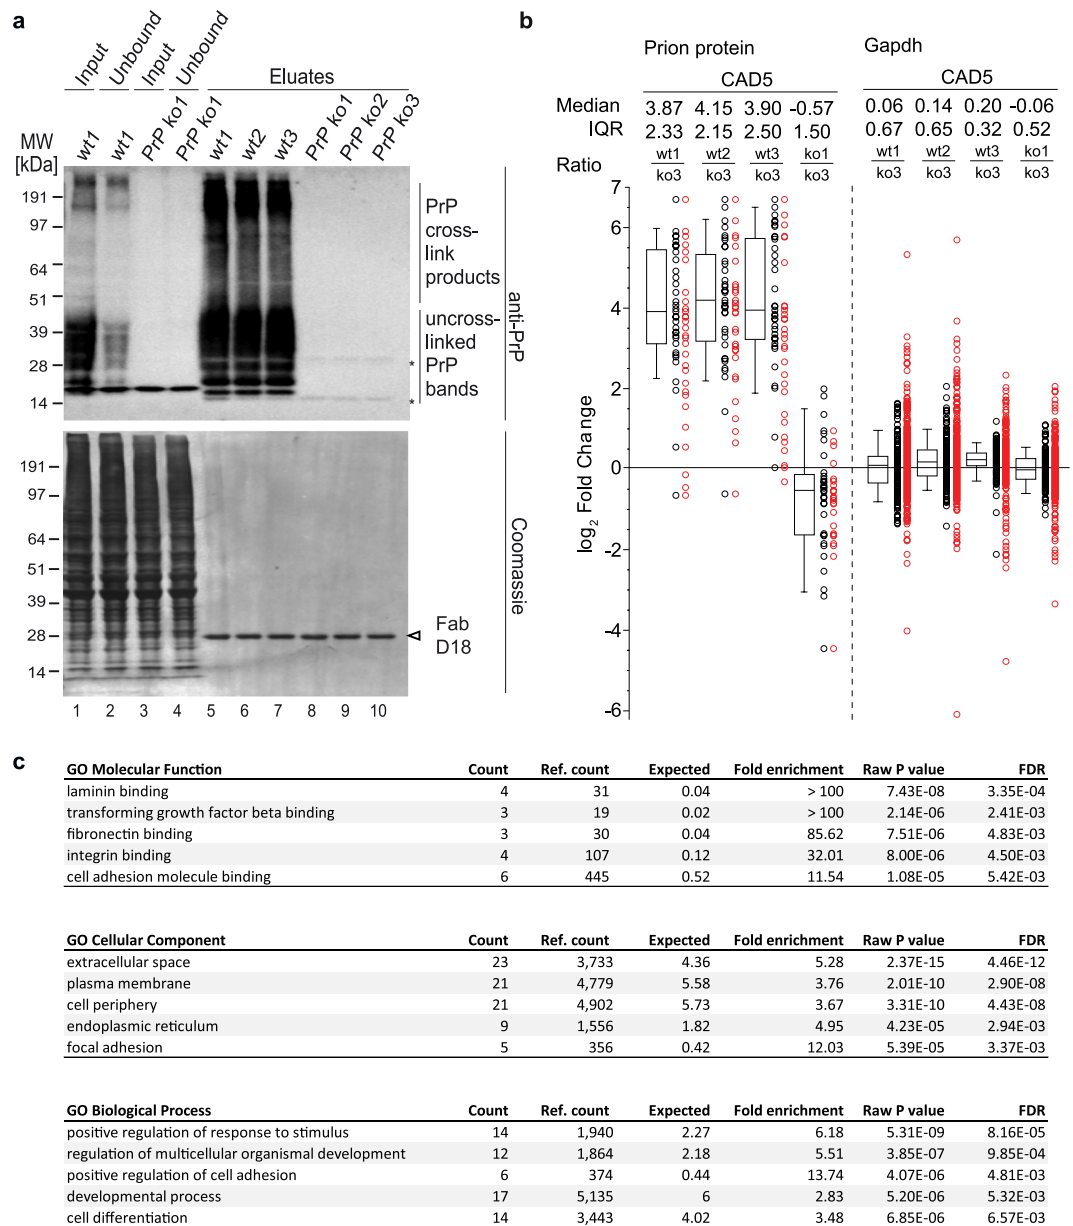 a
Input
Unbound
Input
Unbound
Eluates
wt1
wt1
PrP ko1
PrP ko1
wt1
wt2
wt3
PrP ko1
PrP ko2
PrP ko3
MW
[kDa]
191
97
64
51
39
28
14
PrP
cross-
link
products
uncross-
linked
PrP
bands
*
*
anti-PrP
191
97
64
51
39
28
14
Fab
D18
Coomassie
1 2 3 4 5 6 7 8 9 10
b
Prion protein Gapdh
CAD5 CAD5
Median 3.87 4.15 3.90 -0.57 0.06 0.14 0.20 -0.06
IQR 2.33 2.15 2.50 1.50 0.67 0.65 0.32 0.52
Ratio
wt1 wt2 wt3 ko1 wt1 wt2 wt3 ko1
ko3 ko3 ko3 ko3 ko3 ko3 ko3 ko3
7
6
4
2
0
-2
-4
-6
log2 Fold Change
c
GO Molecular Function Count Ref. count Expected Fold enrichment Raw P value FDR
laminin binding 4 31 0.04 > 100 7.43E-08 3.35E-04
transforming growth factor beta binding 3 19 0.02 > 100 2.14E-06 2.41E-03
fibronectin binding 3 30 0.04 85.62 7.51E-06 4.83E-03
integrin binding 4 107 0.12 32.01 8.00E-06 4.50E-03
cell adhesion molecule binding 6 445 0.52 11.54 1.08E-05 5.42E-03
GO Cellular Component Count Ref. count Expected Fold enrichment Raw P value FDR
extracellular space 23 3,733 4.36 5.28 2.37E-15 4.46E-12
plasma membrane 21 4,779 5.58 3.76 2.01E-10 2.90E-08
cell periphery 21 4,902 5.73 3.67 3.31E-10 4.43E-08
endoplasmic reticulum 9 1,556 1.82 4.95 4.23E-05 2.94E-03
focal adhesion 5 356 0.42 12.03 5.39E-05 3.37E-03
GO Biological Process Count Ref. count Expected Fold enrichment Raw P value FDR
positive regulation of response to stimulus 14 1,940 2.27 6.18 5.31E-09 8.16E-05
regulation of multicellular organismal development 12 1,864 2.18 5.51 3.85E-07 9.85E-04
positive regulation of cell adhesion 6 374 0.44 13.74 4.07E-06 4.81E-03
developmental process 17 5,135 6 2.83 5.20E-06 5.32E-03
cell differentiation 14 3,443 4.02 3.48 6.85E-06 6.57E-03